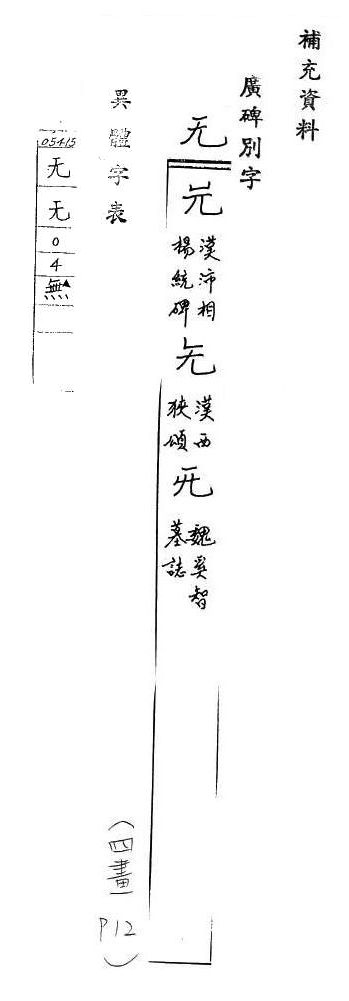 補充資料
廣碑別字
无
漢沛相
楊統碑
漢西
狹頌
魏奚智
墓誌
(四畫 P12)
異體字表
05415
无
无
0
4
無